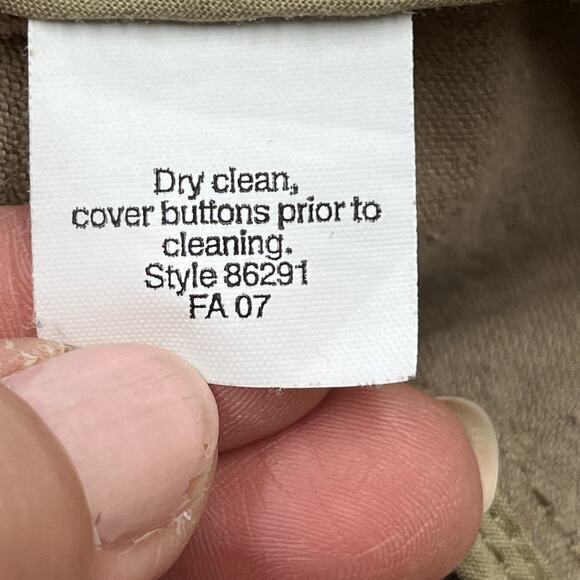 Dry clean,
cover buttons prior to
cleaning.
Style 86291
FA 07